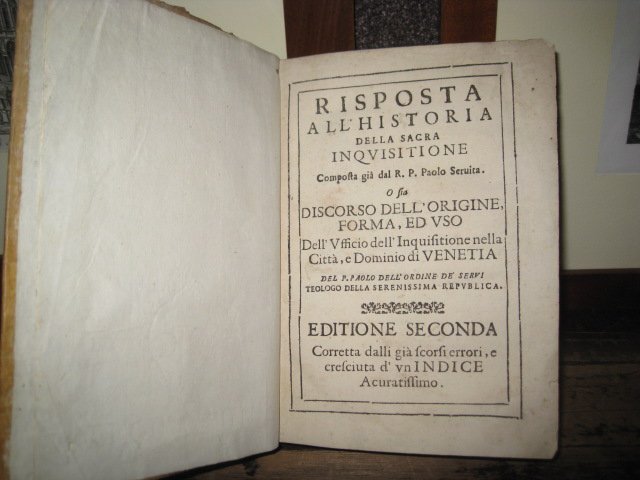 RISPOSTA
ALL'HISTORIA
DELLA SACRA
INQVISITIONE
Composta già dal R. P. Paolo Seruita.
O sia
DISCORSO DELL'ORIGINE,
FORMA, ED VSO
Dell'Vfficio dell'Inquisitione nella
Città, e Dominio di VENETIA
DEL P. PAOLO DELL'ORDINE DE' SERVI
TEOLOGO DELLA SERENISSIMA REPVBLICA.
EDITIONE SECONDA
Corretta dalli già scorsi errori, e
cresciuta d'vn INDICE
Acuratissimo.